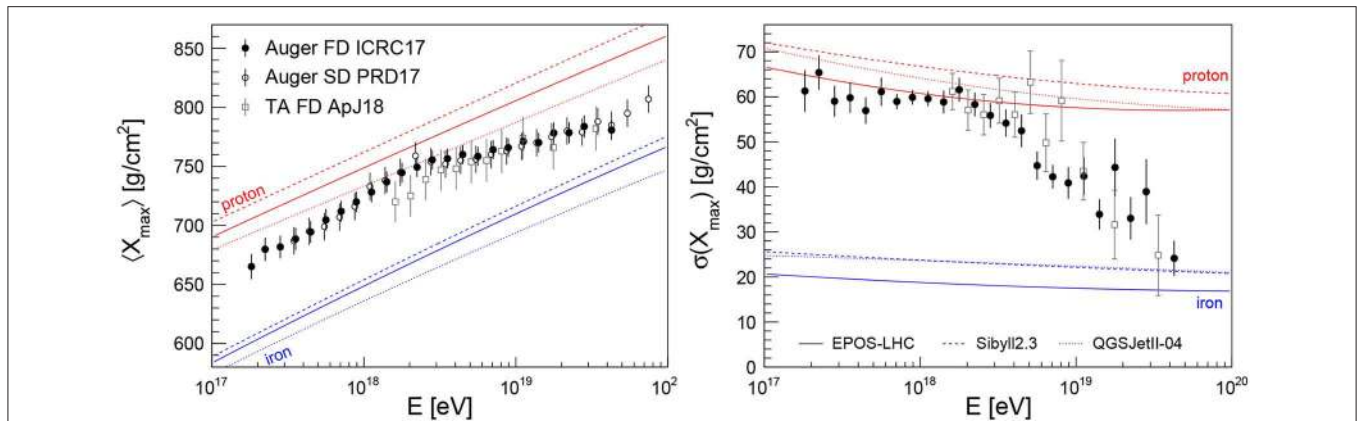 850
800
750
700
650
600
⟨X_max⟩ [g/cm²]
Auger FD ICRC17
Auger SD PRD17
TA FD ApJ18
proton
iron
10^17
10^18
10^19
10^2
E [eV]
70
60
50
40
30
20
10
0
σ(X_max) [g/cm²]
proton
iron
EPOS-LHC
Sibyll2.3
QGSJetII-04
10^17
10^18
10^19
10^20
E [eV]